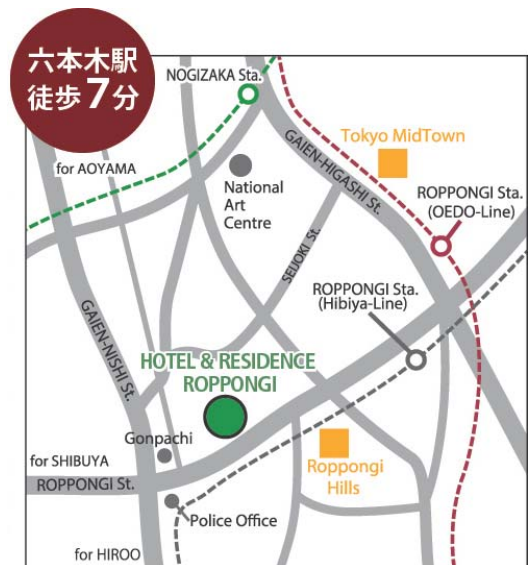 六本木駅
徒歩7分
NOGIZAKA Sta.
for AOYAMA
National
Art
Centre
GAIEN-HIGASHI St.
Tokyo MidTown
ROPPONGI Sta.
(OEDO-Line)
SEIJOKI St.
ROPPONGI Sta.
(Hibiya-Line)
GAIEN-NISHI St.
HOTEL & RESIDENCE
ROPPONGI
Gonpachi
for SHIBUYA
ROPPONGI St.
Roppongi
Hills
Police Office
for HIROO